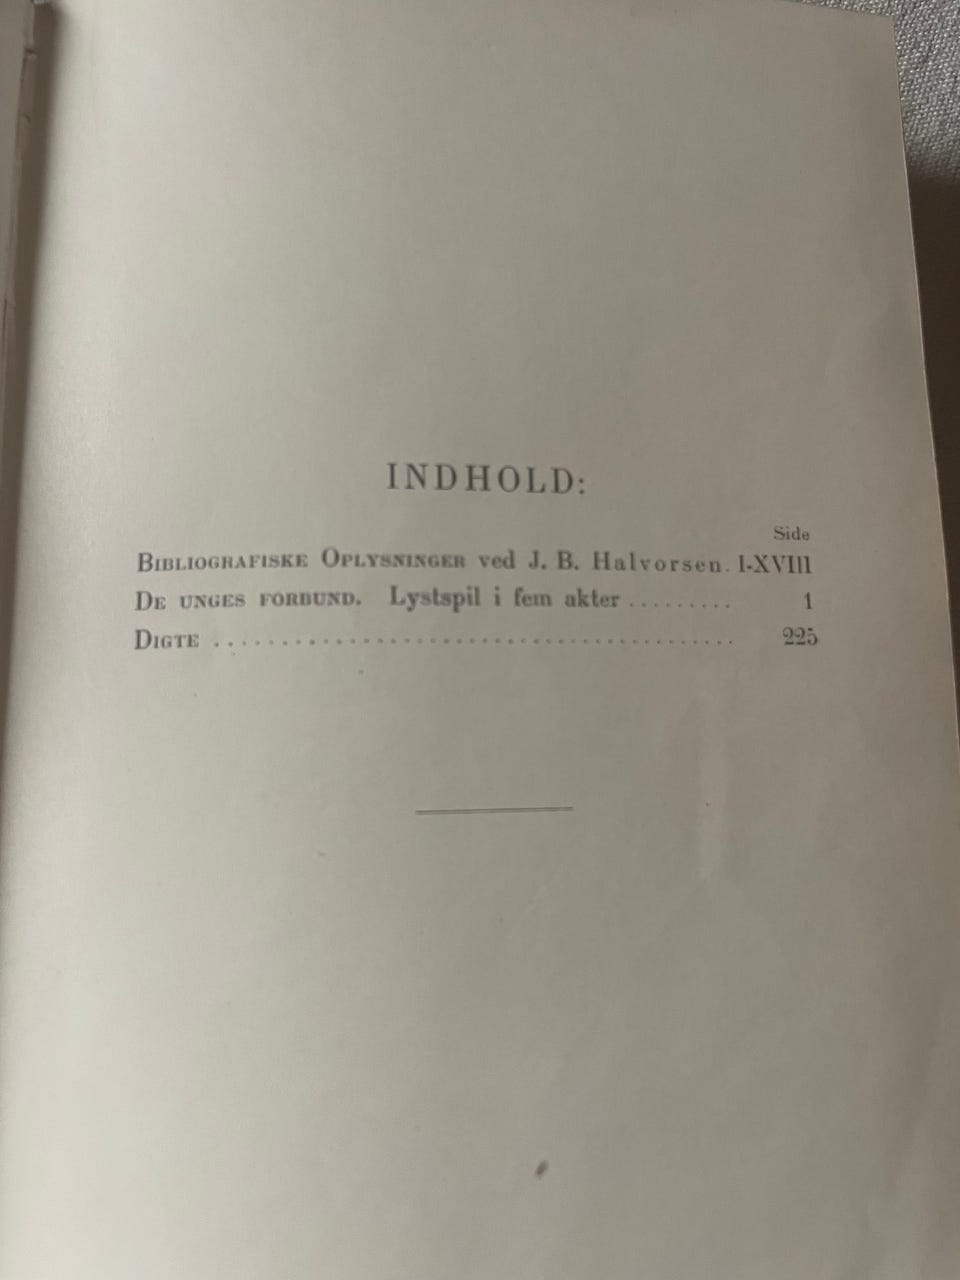 INDHOLD:
Side
BIBLIOGRAFISKE OPLYSNINGER ved J. B. Halvorsen. I-XVIII
DE UNGES FORBUND. Lystspil i fem akter ......... 1
DIGTE ....................................... 225